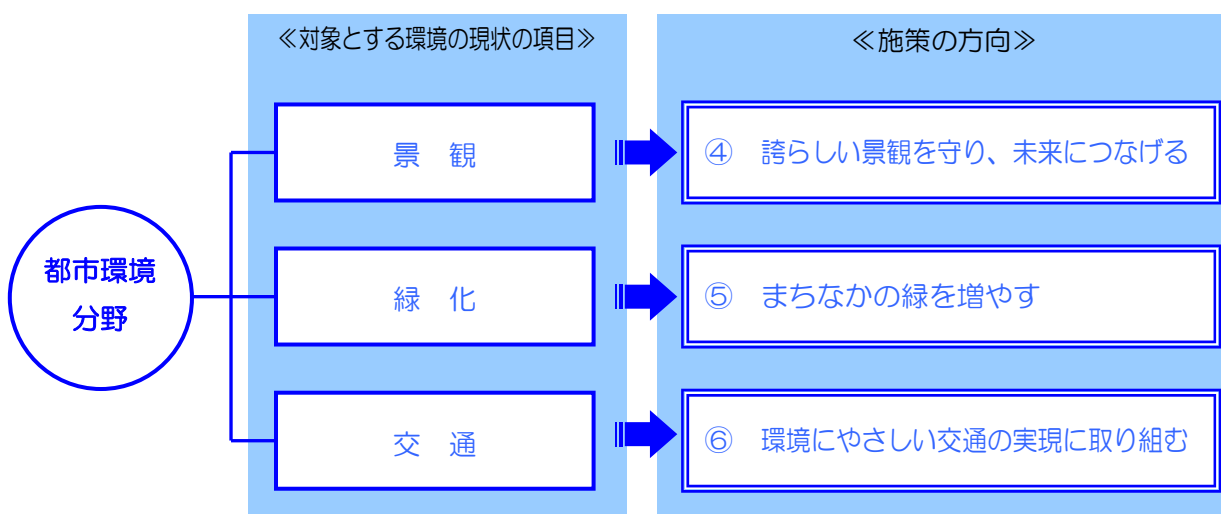 ≪対象とする環境の現状の項目≫
≪施策の方向≫
都市環境
分野
景 観
④ 誇らしい景観を守り、未来につなげる
緑 化
⑤ まちなかの緑を増やす
交 通
⑥ 環境にやさしい交通の実現に取り組む